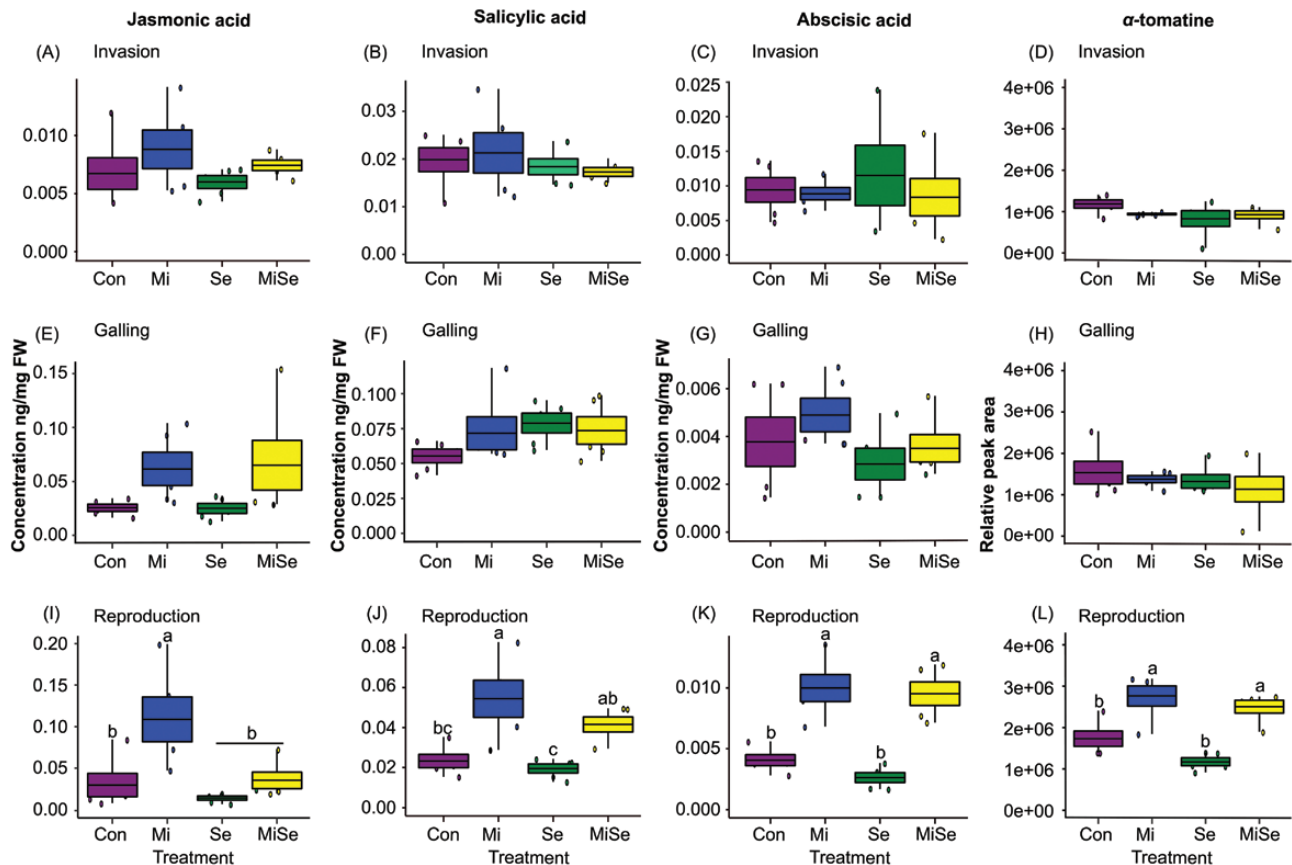 Jasmonic acid
Salicylic acid
Abscisic acid
α-tomatine
(A) Invasion
0.010
0.005
0.000
Con Mi Se MiSe
(B) Invasion
0.03
0.02
0.01
0.00
Con Mi Se MiSe
(C) Invasion
0.025
0.020
0.015
0.010
0.005
0.000
Con Mi Se MiSe
(D) Invasion
4e+06
3e+06
2e+06
1e+06
0e+00
Con Mi Se MiSe
(E) Galling
Concentration ng/mg FW
0.15
0.10
0.05
0.00
Con Mi Se MiSe
(F) Galling
Concentration ng/mg FW
0.100
0.075
0.050
0.025
0.000
Con Mi Se MiSe
(G) Galling
Concentration ng/mg FW
0.006
0.004
0.002
0.000
Con Mi Se MiSe
(H) Galling
Relative peak area
4e+06
3e+06
2e+06
1e+06
0e+00
Con Mi Se MiSe
(I) Reproduction
0.20
0.15
0.10
0.05
0.00
b a b
Con Mi Se MiSe
Treatment
(J) Reproduction
0.08
0.06
0.04
0.02
0.00
bc a c ab
Con Mi Se MiSe
Treatment
(K) Reproduction
0.010
0.005
0.000
b a b a
Con Mi Se MiSe
Treatment
(L) Reproduction
4e+06
3e+06
2e+06
1e+06
0e+00
b a b a
Con Mi Se MiSe
Treatment